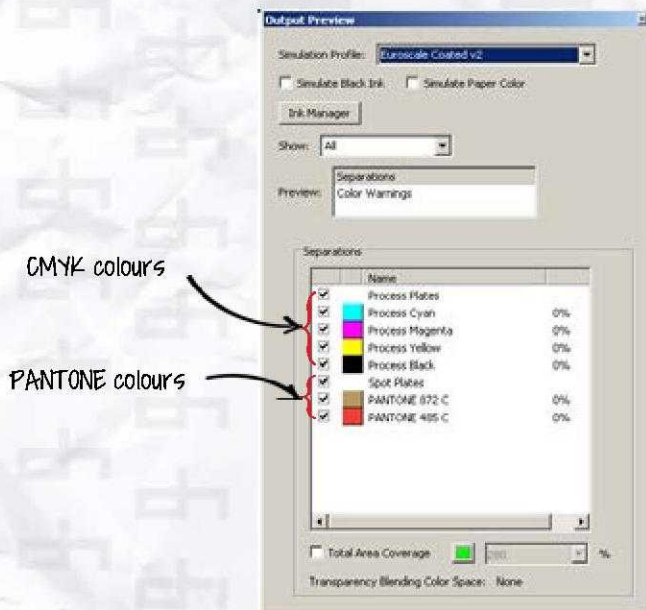 Output Preview
Simulation Profile: Euroscale Coated v2
Simulate Black Ink Simulate Paper Color
Ink Manager
Show: All
Preview: Separations
Color Warnings
Separations
Name
Process Plates
Process Cyan 0%
Process Magenta 0%
Process Yellow 0%
Process Black 0%
Spot Plates
PANTONE 872 C 0%
PANTONE 485 C 0%
Total Area Coverage 280 %
Transparency Blending Color Space: None
CMYK colours
PANTONE colours